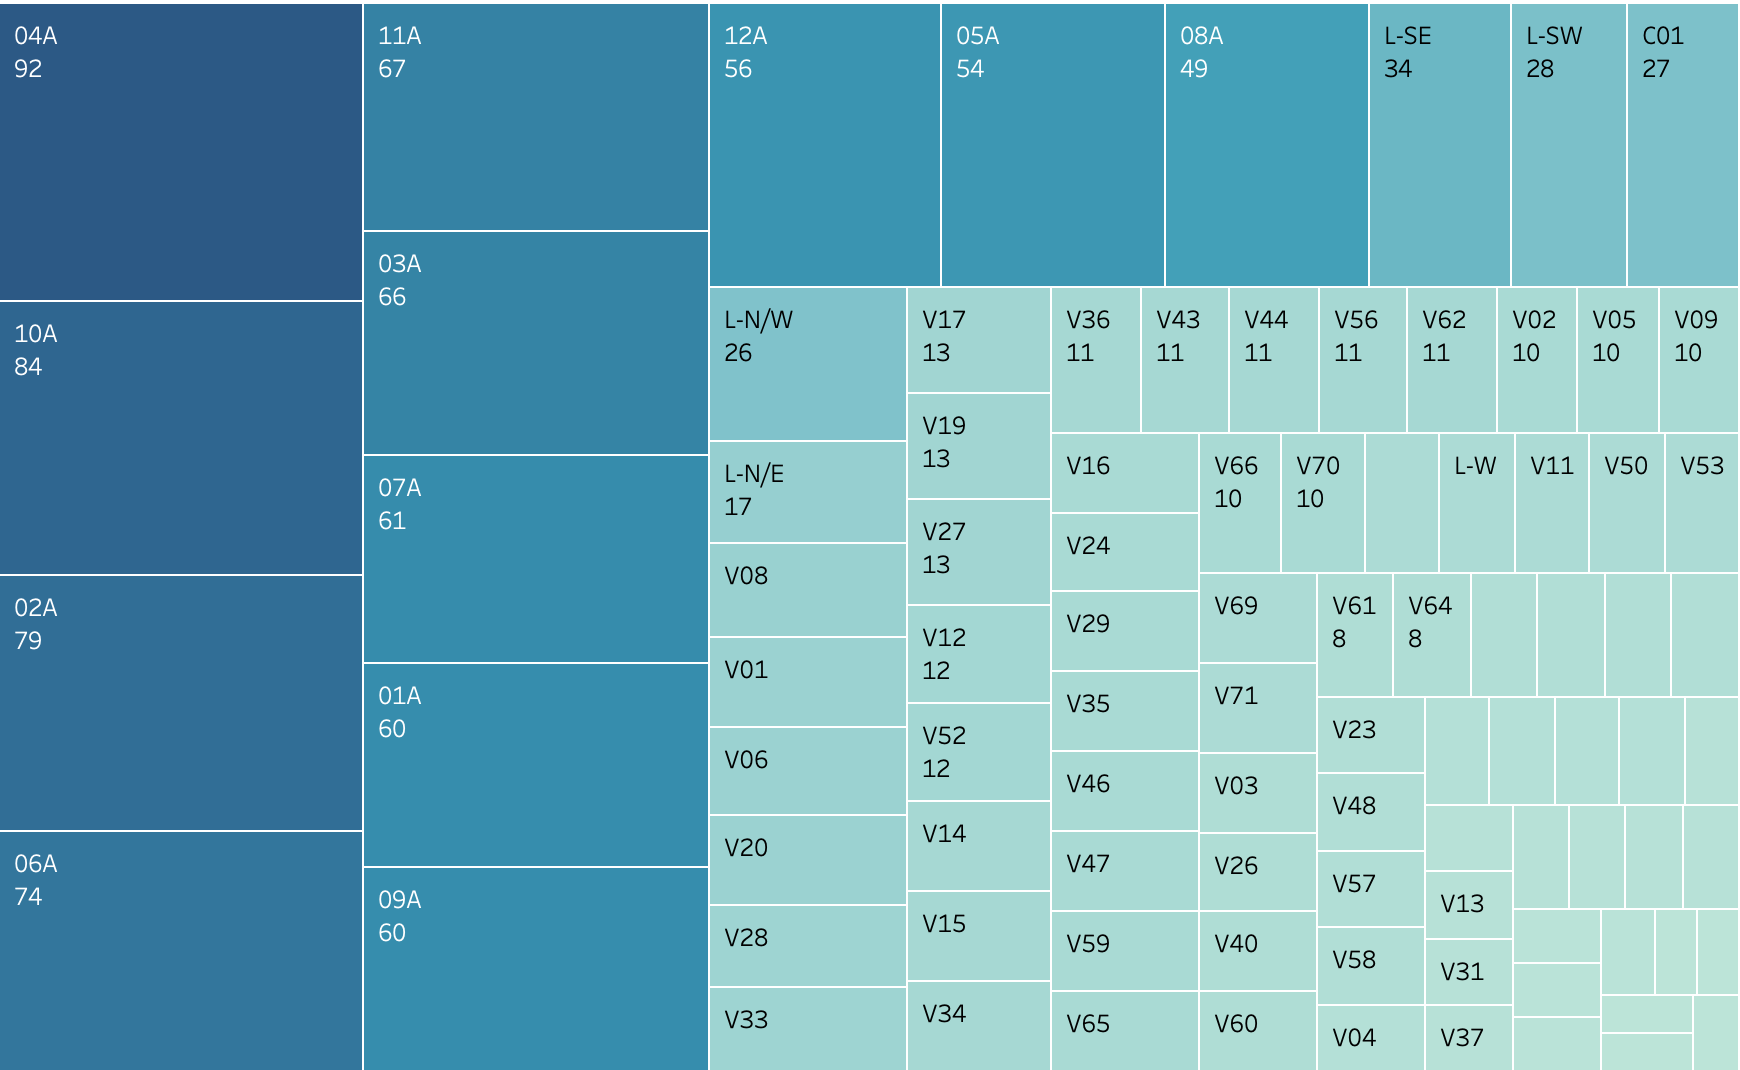 04A
92
10A
84
02A
79
06A
74
11A
67
03A
66
07A
61
01A
60
09A
60
12A
56
05A
54
08A
49
L-SE
34
L-SW
28
C01
27
L-N/W
26
L-N/E
17
V08
V01
V06
V20
V28
V33
V17
13
V19
13
V27
13
V12
12
V52
12
V14
V15
V34
V36
11
V43
11
V44
11
V56
11
V62
11
V02
10
V05
10
V09
10
V16
V24
V29
V35
V46
V47
V59
V65
V66
10
V70
10
L-W
V11
V50
V53
V69
V71
V03
V26
V40
V60
V61
8
V64
8
V23
V48
V57
V58
V04
V13
V31
V37